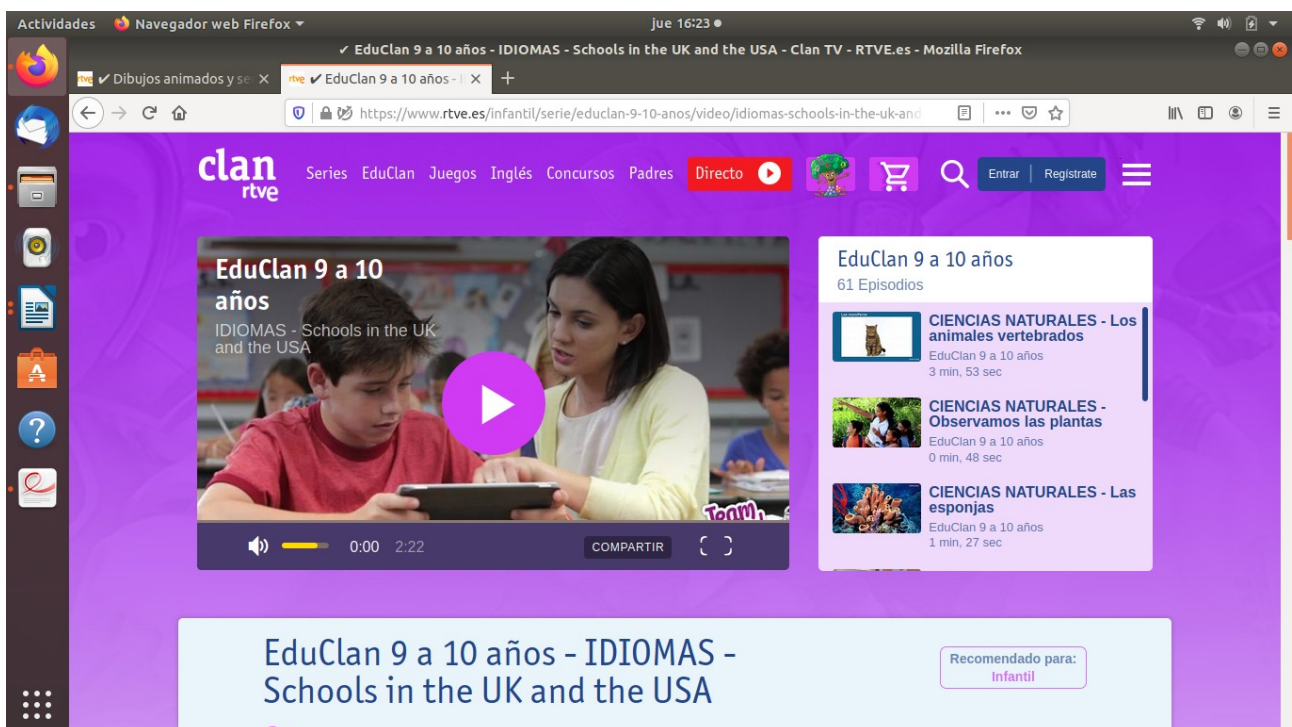 Actividades Navegador web Firefox jue 16:23
✔ EduClan 9 a 10 años - IDIOMAS - Schools in the UK and the USA - Clan TV - RTVE.es - Mozilla Firefox
rtve ✔ Dibujos animados y se
rtve ✔ EduClan 9 a 10 años - I
https://www.rtve.es/infantil/serie/educlan-9-10-anos/video/idiomas-schools-in-the-uk-and
clan
rtve
Series EduClan Juegos Inglés Concursos Padres Directo
Entrar | Regístrate
EduClan 9 a 10
años
IDIOMAS - Schools in the UK
and the USA
Team
0:00 2:22 COMPARTIR
EduClan 9 a 10 años
61 Episodios
CIENCIAS NATURALES - Los
animales vertebrados
EduClan 9 a 10 años
3 min, 53 sec
CIENCIAS NATURALES -
Observamos las plantas
EduClan 9 a 10 años
0 min, 48 sec
CIENCIAS NATURALES - Las
esponjas
EduClan 9 a 10 años
1 min, 27 sec
EduClan 9 a 10 años - IDIOMAS -
Schools in the UK and the USA
Recomendado para:
Infantil